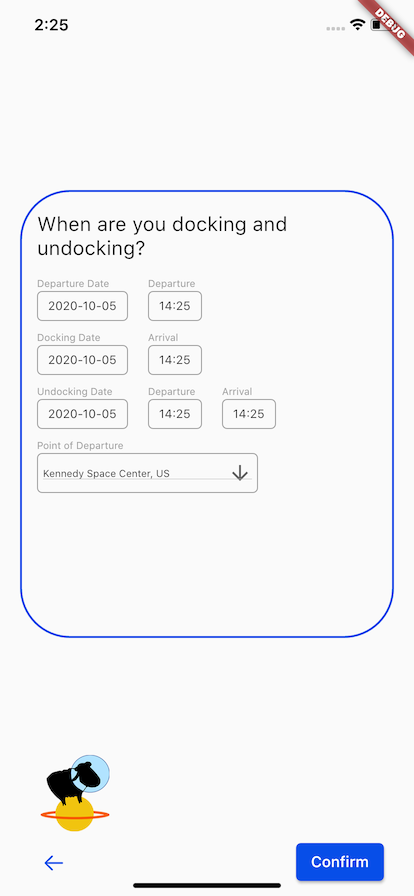 2:25
DEBUG
When are you docking and
undocking?
Departure Date Departure
2020-10-05 14:25
Docking Date Arrival
2020-10-05 14:25
Undocking Date Departure Arrival
2020-10-05 14:25 14:25
Point of Departure
Kennedy Space Center, US
Confirm